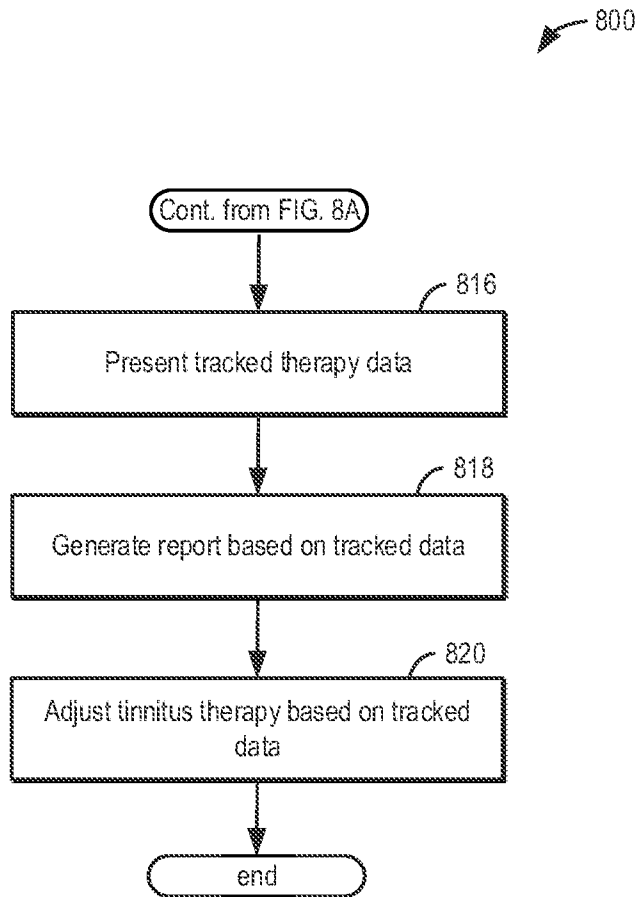 800
Cont. from FIG. 8A
816
Present tracked therapy data
818
Generate report based on tracked data
820
Adjust tinnitus therapy based on tracked
data
end